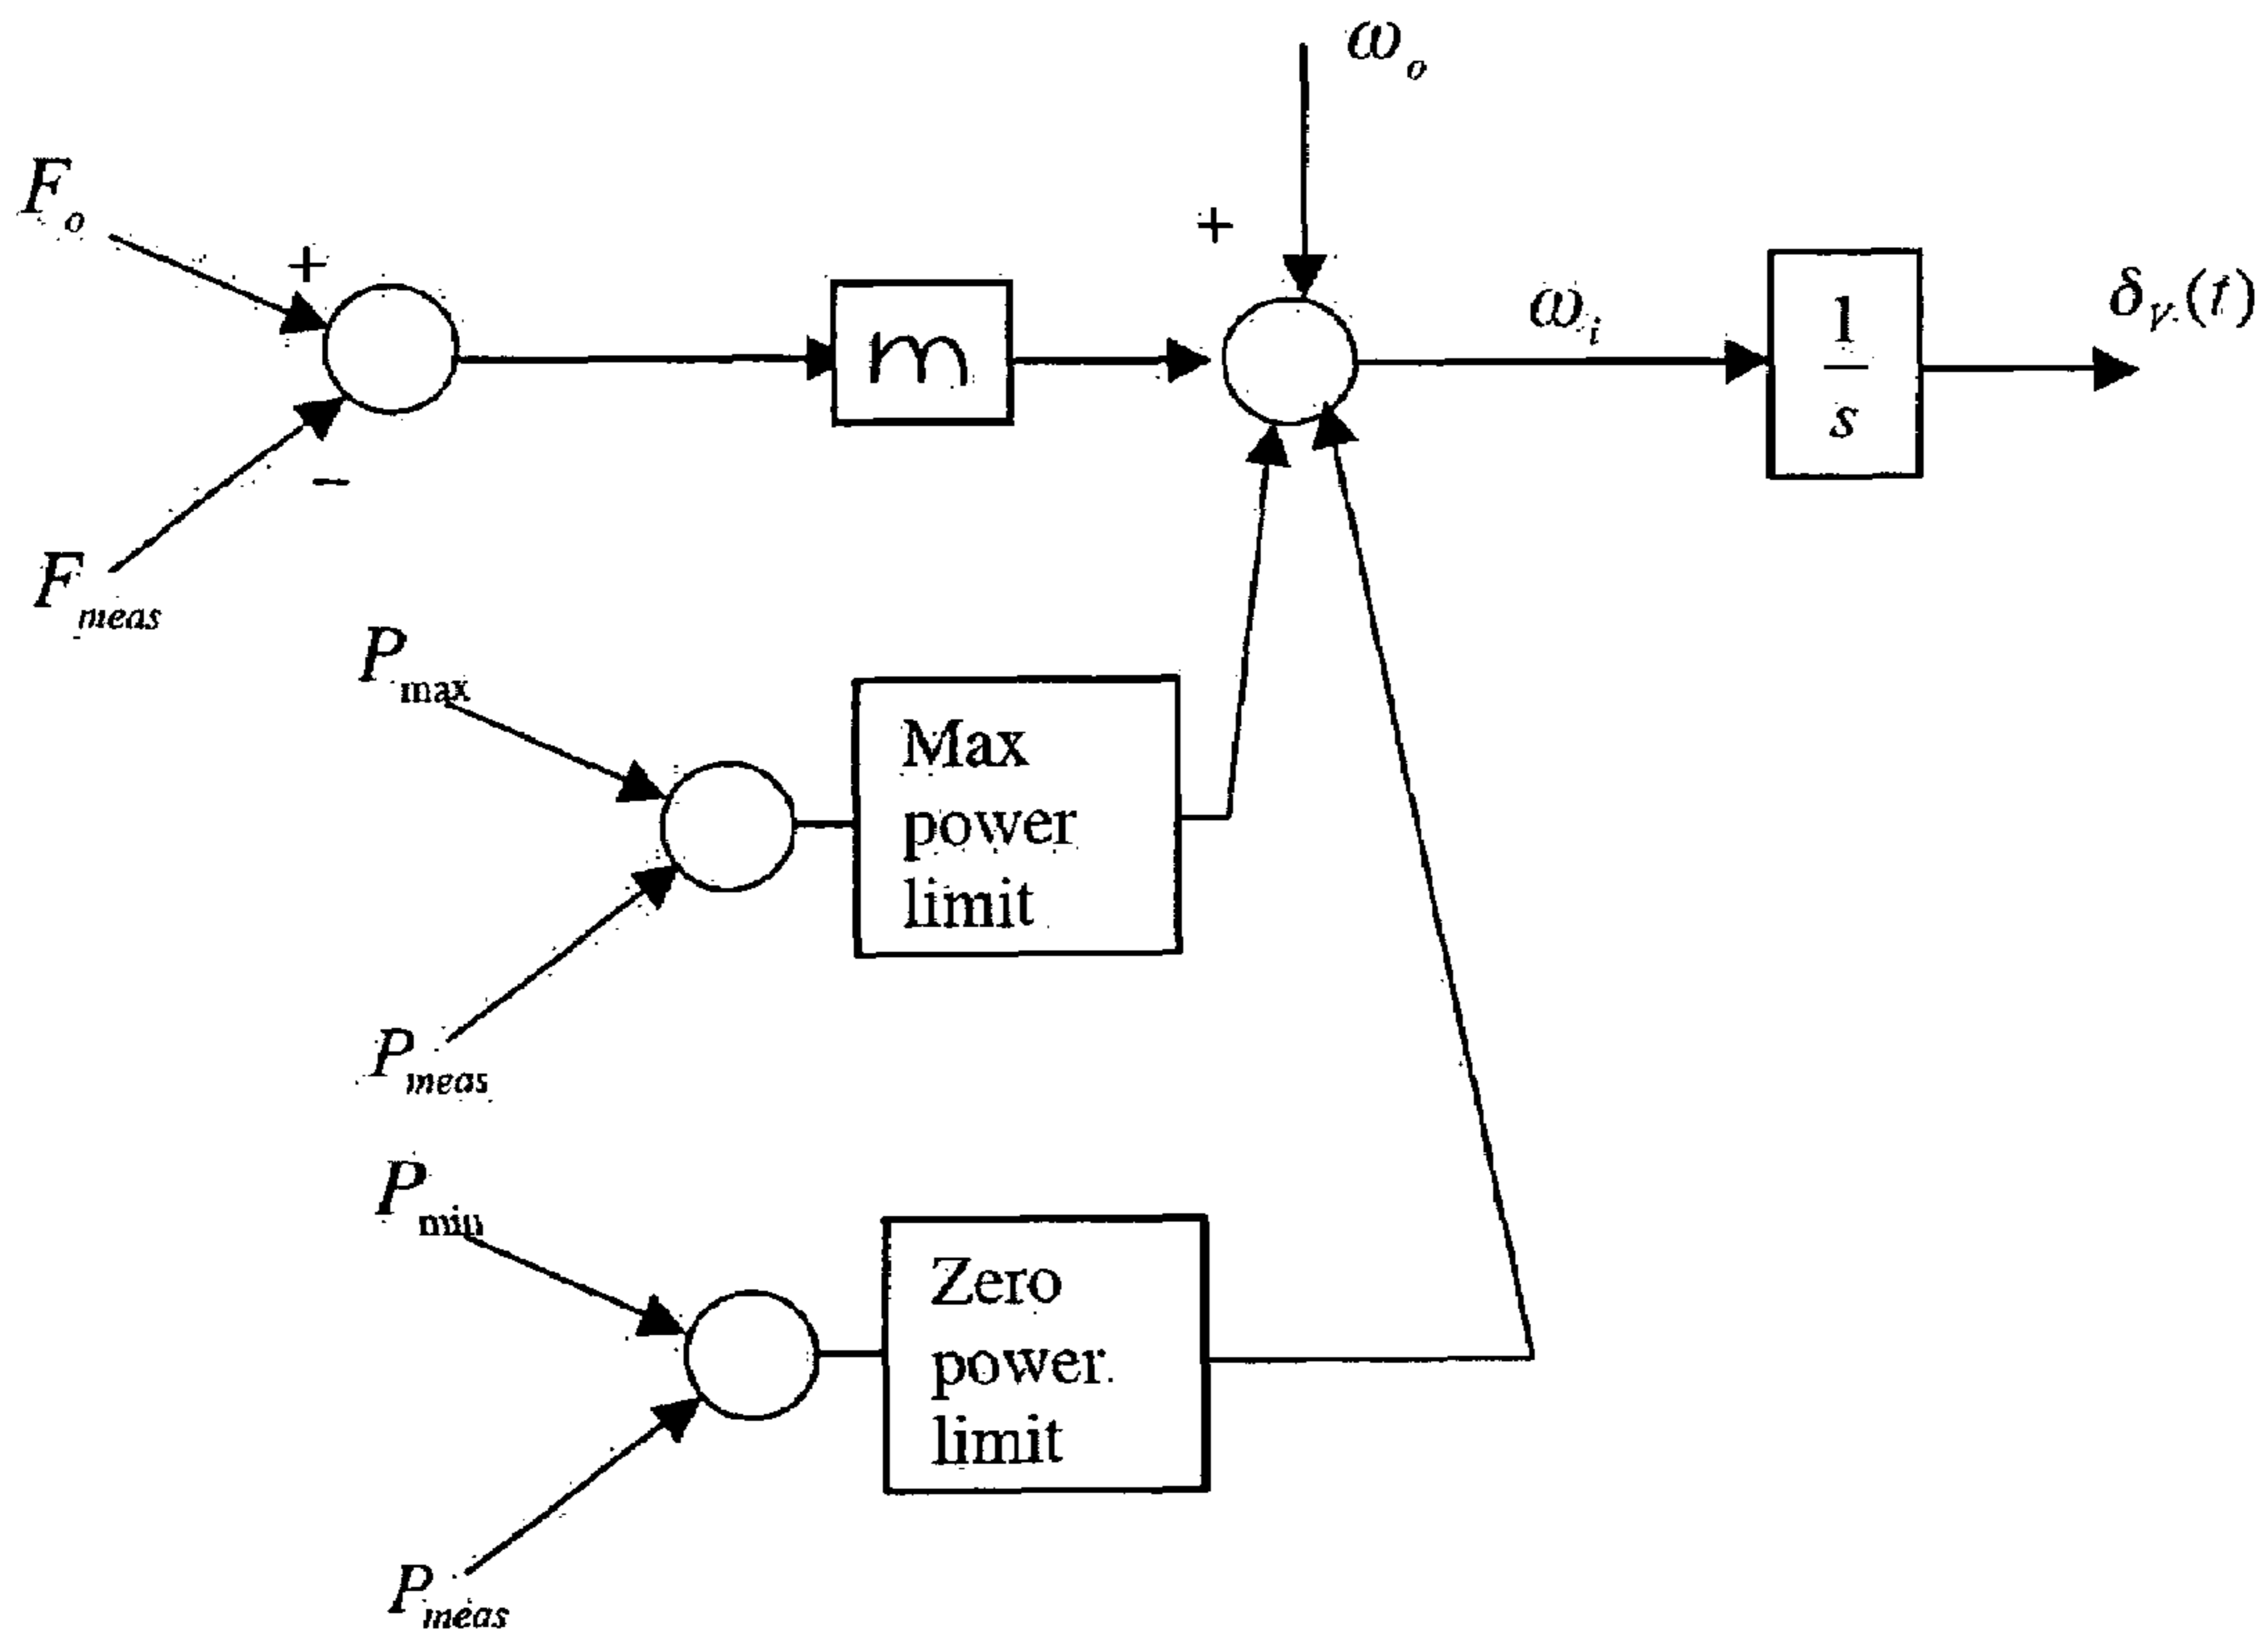 ω_o
F_o
+
+
m
ω_i
1
s
δ_V(t)
−
F_meas
P_max
Max
power
limit
P_meas
P_min
Zero
power
limit
P_meas